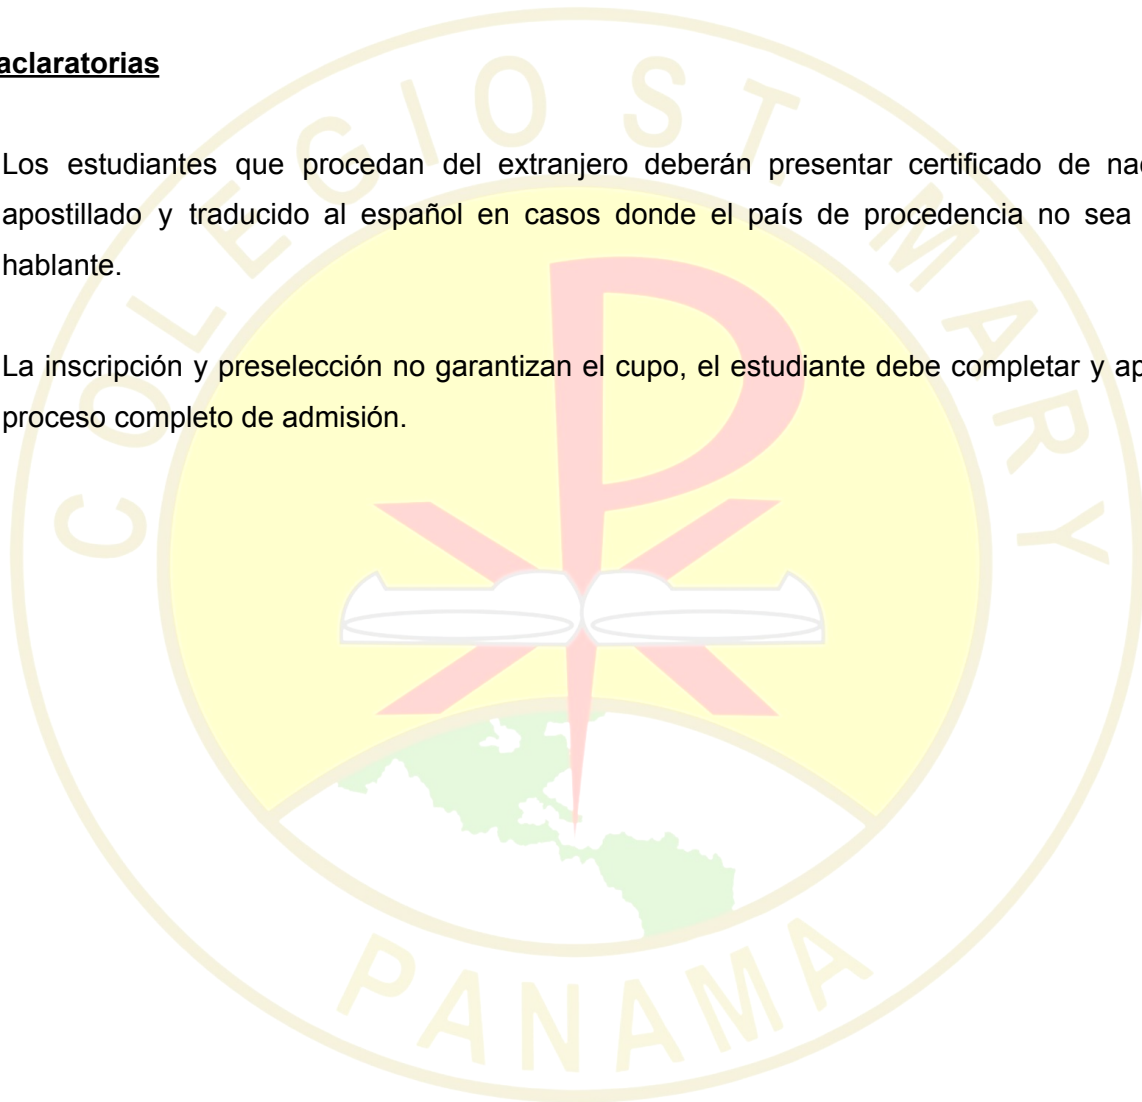 aclaratorias
Los estudiantes que procedan del extranjero deberán presentar certificado de
apostillado y traducido al español en casos donde el país de procedencia no sea
hablante.
La inscripción y preselección no garantizan el cupo, el estudiante debe completar y
proceso completo de admisión.
COLEGIO ST MARY
PANAMA